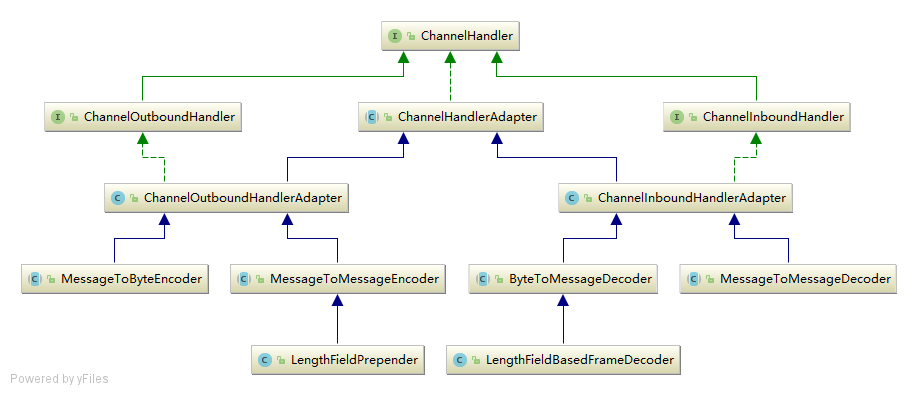 I ChannelHandler
I ChannelOutboundHandler
C ChannelHandlerAdapter
I ChannelInboundHandler
C ChannelOutboundHandlerAdapter
C ChannelInboundHandlerAdapter
C MessageToByteEncoder
C MessageToMessageEncoder
C ByteToMessageDecoder
C MessageToMessageDecoder
C LengthFieldPrepender
C LengthFieldBasedFrameDecoder
Powered by yFiles